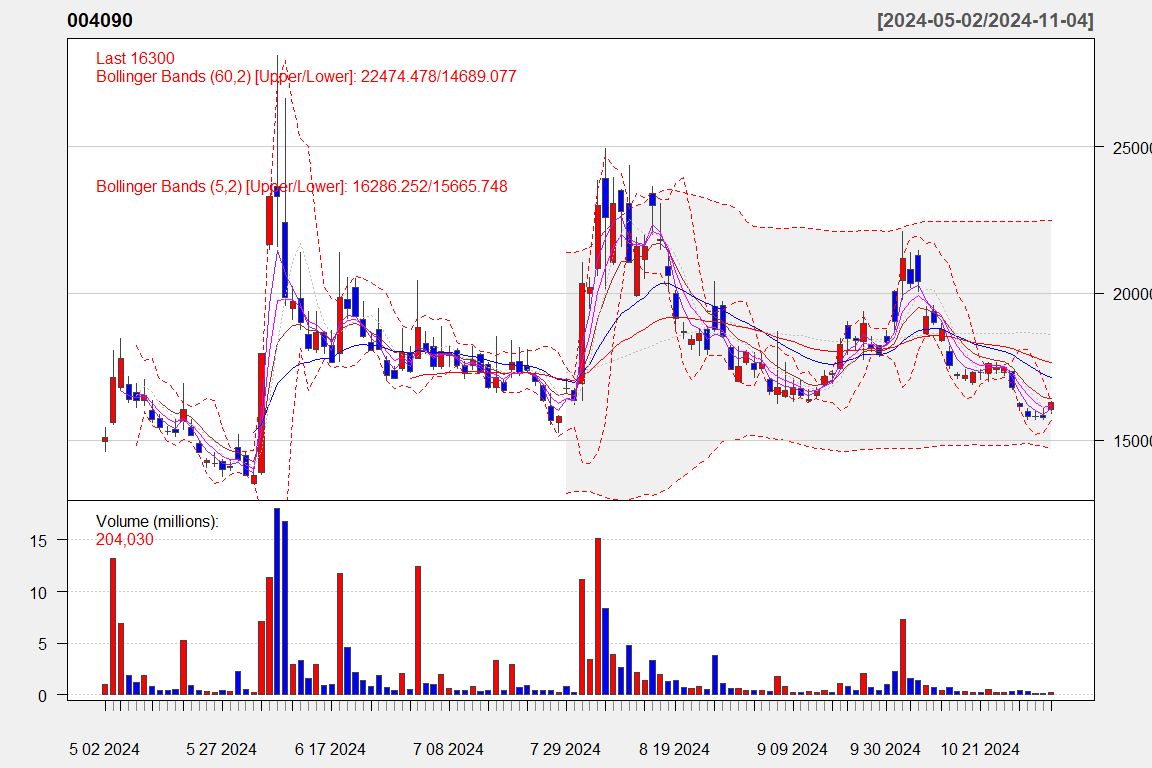 004090 [2024-05-02/2024-11-04]
Last 16300
Bollinger Bands (60,2) [Upper/Lower]: 22474.478/14689.077
25000
Bollinger Bands (5,2) [Upper/Lower]: 16286.252/15665.748
20000
15000
Volume (millions):
204,030
15
10
5
0
5 02 2024 5 27 2024 6 17 2024 7 08 2024 7 29 2024 8 19 2024 9 09 2024 9 30 2024 10 21 2024